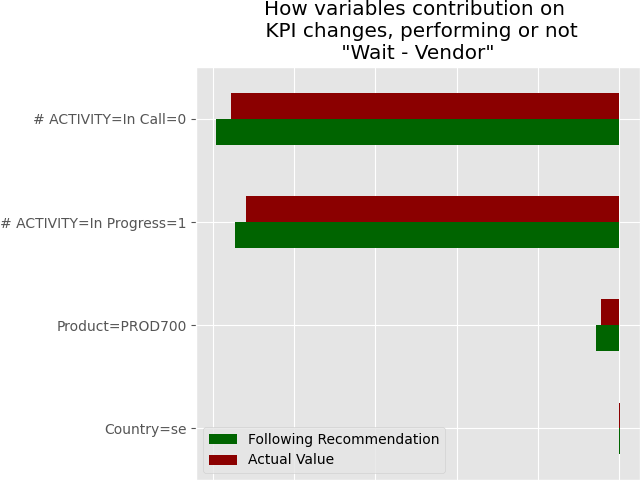 How variables contribution on
KPI changes, performing or not
"Wait - Vendor"
# ACTIVITY=In Call=0
# ACTIVITY=In Progress=1
Product=PROD700
Country=se
Following Recommendation
Actual Value